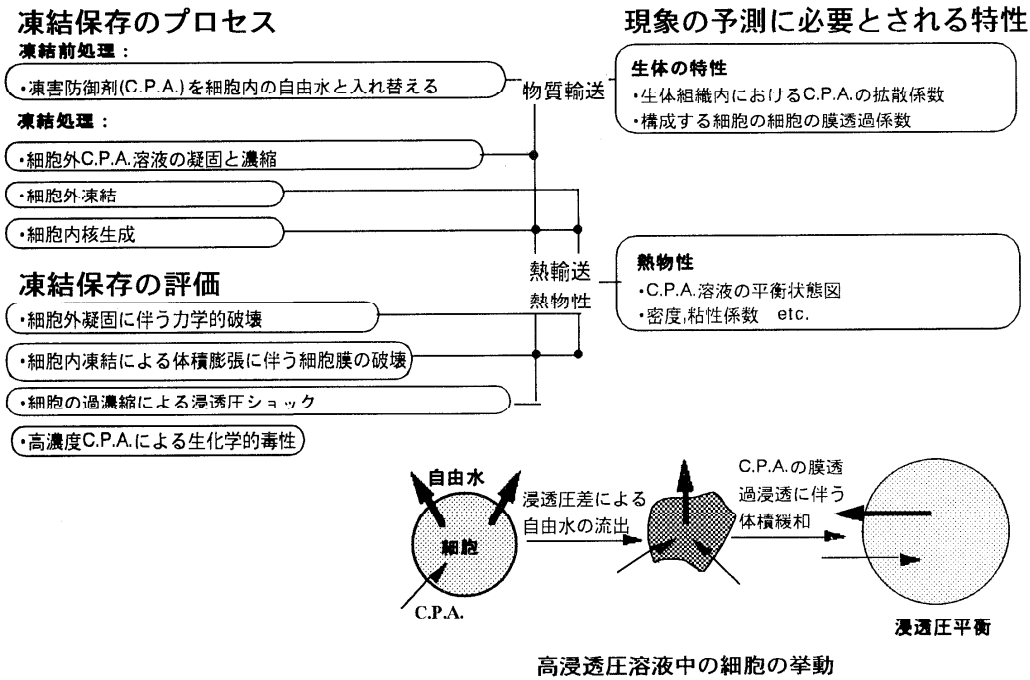 凍結保存のプロセス
凍結前処理：
・凍害防御剤(C.P.A.)を細胞内の自由水と入れ替える
凍結処理：
・細胞外C.P.A.溶液の凝固と濃縮
・細胞外凍結
・細胞内核生成
凍結保存の評価
・細胞外凝固に伴う力学的破壊
・細胞内凍結による体積膨張に伴う細胞膜の破壊
・細胞の過濃縮による浸透圧ショック
・高濃度C.P.A.による生化学的毒性
物質輸送
熱輸送
熱物性
現象の予測に必要とされる特性
生体の特性
・生体組織内におけるC.P.A.の拡散係数
・構成する細胞の細胞の膜透過係数
熱物性
・C.P.A.溶液の平衡状態図
・密度,粘性係数 etc.
自由水
細胞
C.P.A.
浸透圧差による
自由水の流出
C.P.A.の膜透
過浸透に伴う
体積緩和
浸透圧平衡
高浸透圧溶液中の細胞の挙動